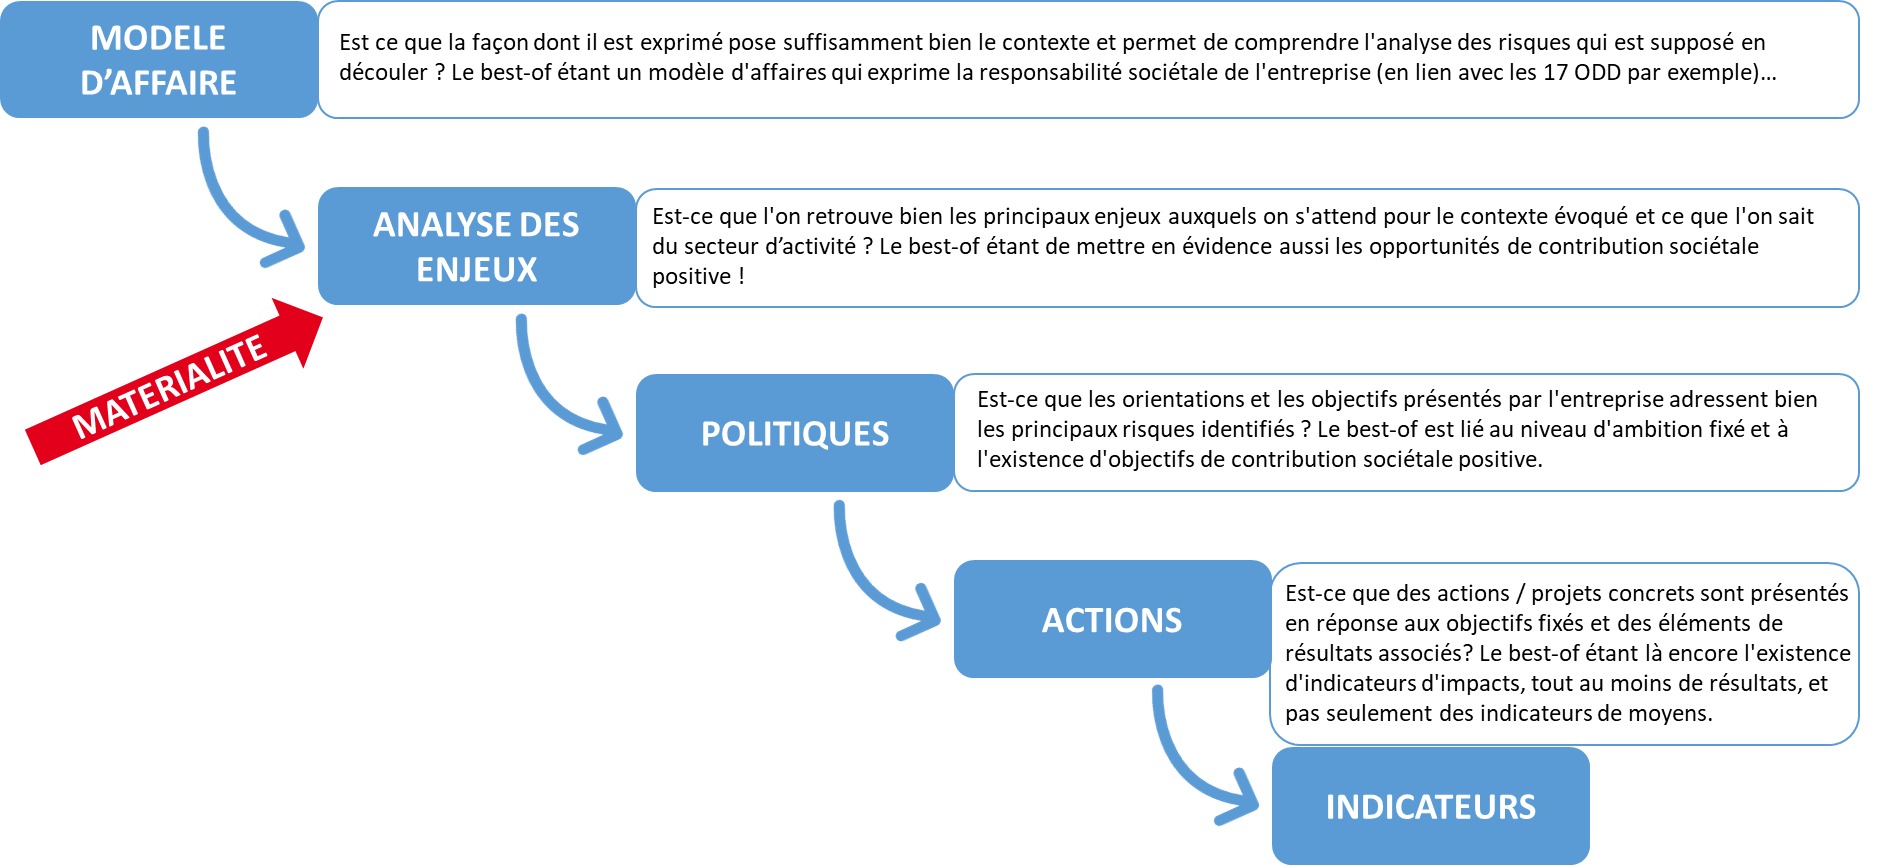 MODELE
D’AFFAIRE
Est ce que la façon dont il est exprimé pose suffisamment bien le contexte et permet de comprendre l'analyse des risques qui est supposé en
découler ? Le best-of étant un modèle d'affaires qui exprime la responsabilité sociétale de l'entreprise (en lien avec les 17 ODD par exemple)...
ANALYSE DES
ENJEUX
Est-ce que l'on retrouve bien les principaux enjeux auxquels on s'attend pour le contexte évoqué et ce que l'on sait
du secteur d’activité ? Le best-of étant de mettre en évidence aussi les opportunités de contribution sociétale
positive !
MATERIALITE
POLITIQUES
Est-ce que les orientations et les objectifs présentés par l'entreprise adressent bien
les principaux risques identifiés ? Le best-of est lié au niveau d'ambition fixé et à
l'existence d'objectifs de contribution sociétale positive.
ACTIONS
Est-ce que des actions / projets concrets sont présentés
en réponse aux objectifs fixés et des éléments de
résultats associés? Le best-of étant là encore l'existence
d'indicateurs d'impacts, tout au moins de résultats, et
pas seulement des indicateurs de moyens.
INDICATEURS